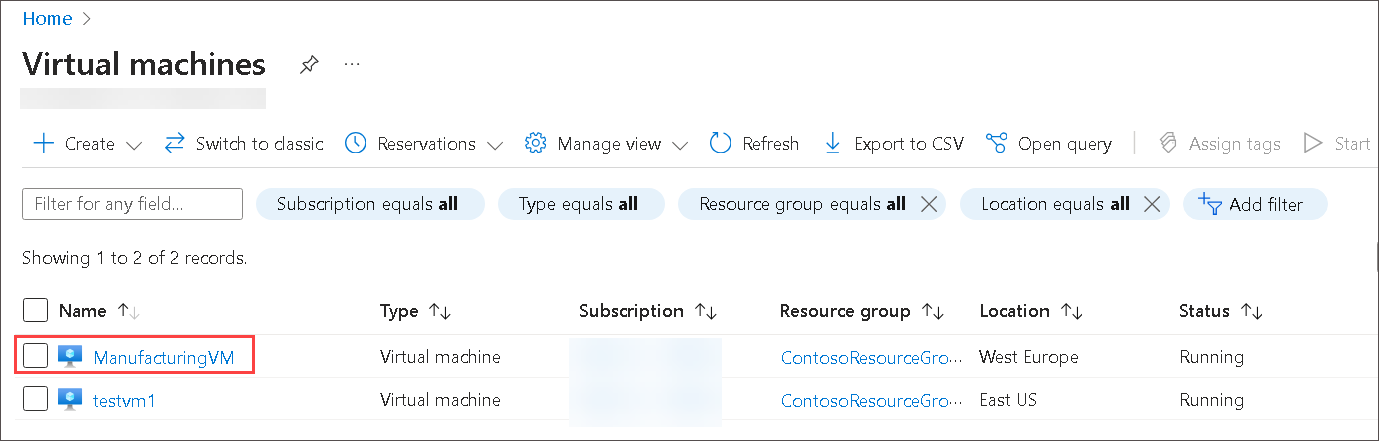 Home
Virtual machines
Create Switch to classic Reservations Manage view Refresh Export to CSV Open query Assign tags Start
Filter for any field... Subscription equals all Type equals all Resource group equals all Location equals all Add filter
Showing 1 to 2 of 2 records.
Name Type Subscription Resource group Location Status
ManufacturingVM Virtual machine ContosoResourceGro… West Europe Running
testvm1 Virtual machine ContosoResourceGro… East US Running